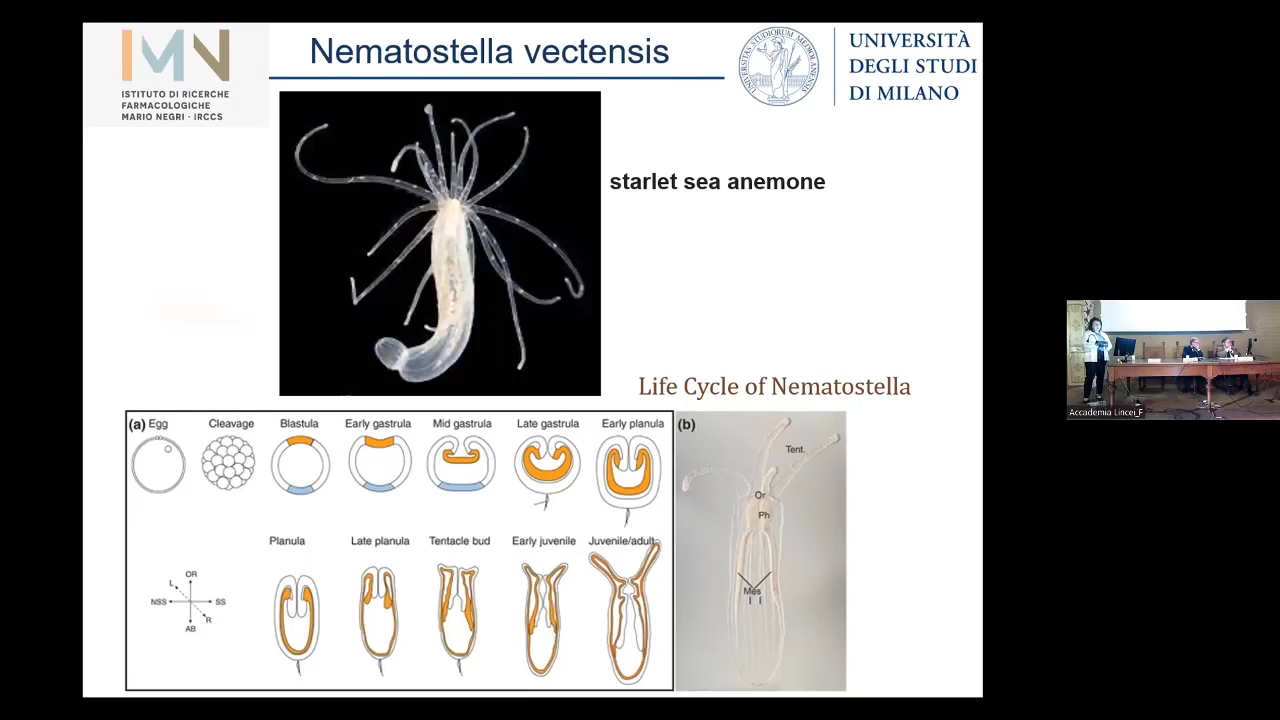 IMN
ISTITUTO DI RICERCHE
FARMACOLOGICHE
MARIO NEGRI · IRCCS
Nematostella vectensis
UNIVERSITÀ
DEGLI STUDI
DI MILANO
starlet sea anemone
Life Cycle of Nematostella
(a) Egg
Cleavage
Blastula
Early gastrula
Mid gastrula
Late gastrula
Early planula
Planula
Late planula
Tentacle bud
Early juvenile
Juvenile/adult
OR
L
NSS
SS
R
AB
(b)
Tent.
Or
Ph
Mes
Accademia Lincei_F